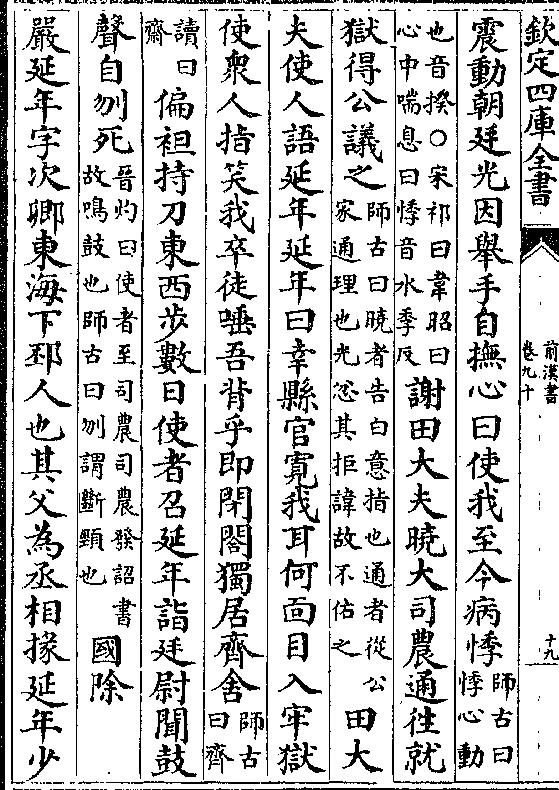 欽定四庫全書
前漢書
卷九十
十九
震動朝廷光因舉手自撫心曰使我至今病悸師古曰悸心動
也音揆○宋祁曰韋昭曰心中喘息曰悸音水季反謝田大夫曉大司農通往就
獄得公議之師古曰曉者告白意指也通者從公家通理也光忿其拒諱故不佑之田大
夫使人語延年延年曰幸縣官寛我耳何面目入牢獄
使衆人指笑我卒徒唾吾背乎即閉閤獨居齊舍師古曰齊
讀曰齋偏袒持刀東西步數日使者召延年詣廷尉聞鼓
聲自刎死晉灼曰使者至司農司農發詔書故鳴鼓也師古曰刎謂斷頸也國除
嚴延年字次卿東海下邳人也其父為丞相掾延年少